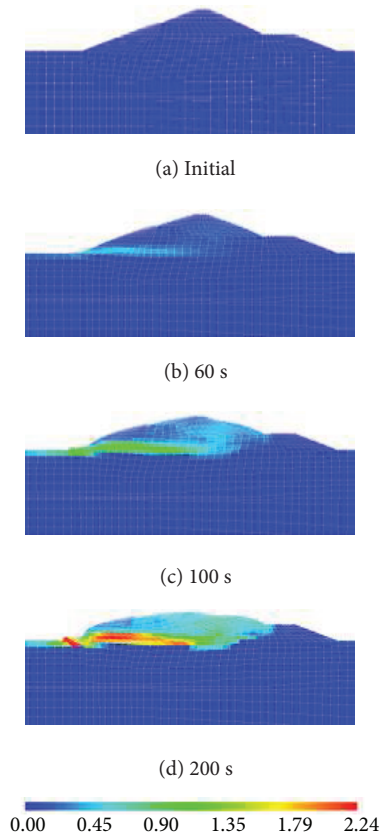 (a) Initial
(b) 60 s
(c) 100 s
(d) 200 s
0.00 0.45 0.90 1.35 1.79 2.24